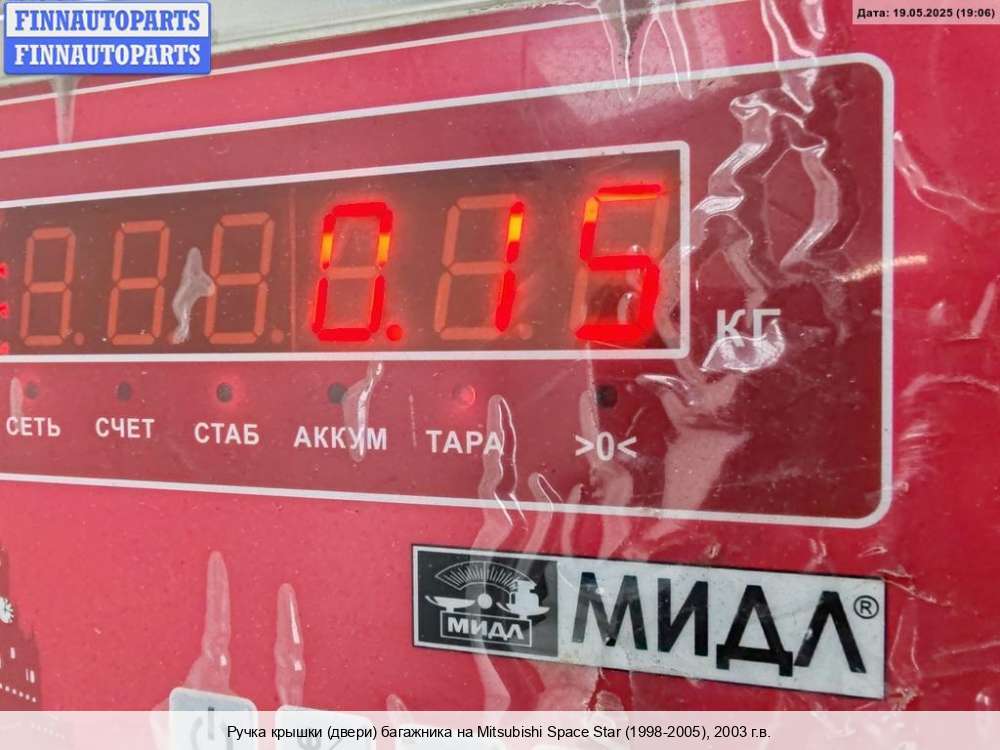 FINNAUTOPARTS
FINNAUTOPARTS
Дата: 19.05.2025 (19:06)
0.15
КГ
СЕТЬ СЧЕТ СТАБ АККУМ ТАРА >0<
МИДЛ МИДЛ®
Ручка крышки (двери) багажника на Mitsubishi Space Star (1998-2005), 2003 г.в.